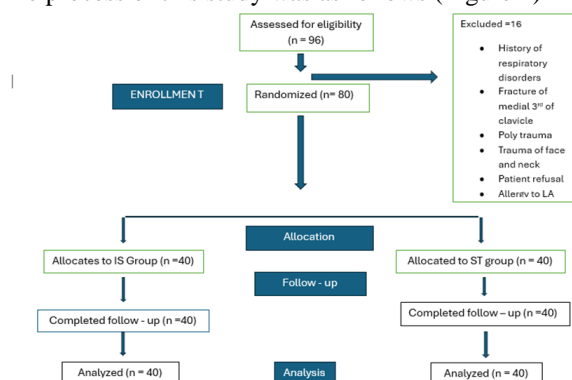 Assessed for eligibility
(n = 96)
Excluded =16
• History of
respiratory
disorders
• Fracture of
medial 3rd of
clavicle
• Poly trauma
• Trauma of face
and neck
• Patient refusal
• Allergy to LA
ENROLLMEN T
Randomized (n= 80)
Allocation
Allocates to IS Group (n =40)
Allocated to ST group (n = 40)
Follow - up
Completed follow - up (n =40)
Completed follow – up (n =40)
Analyzed (n = 40)
Analysis
Analyzed (n = 40)